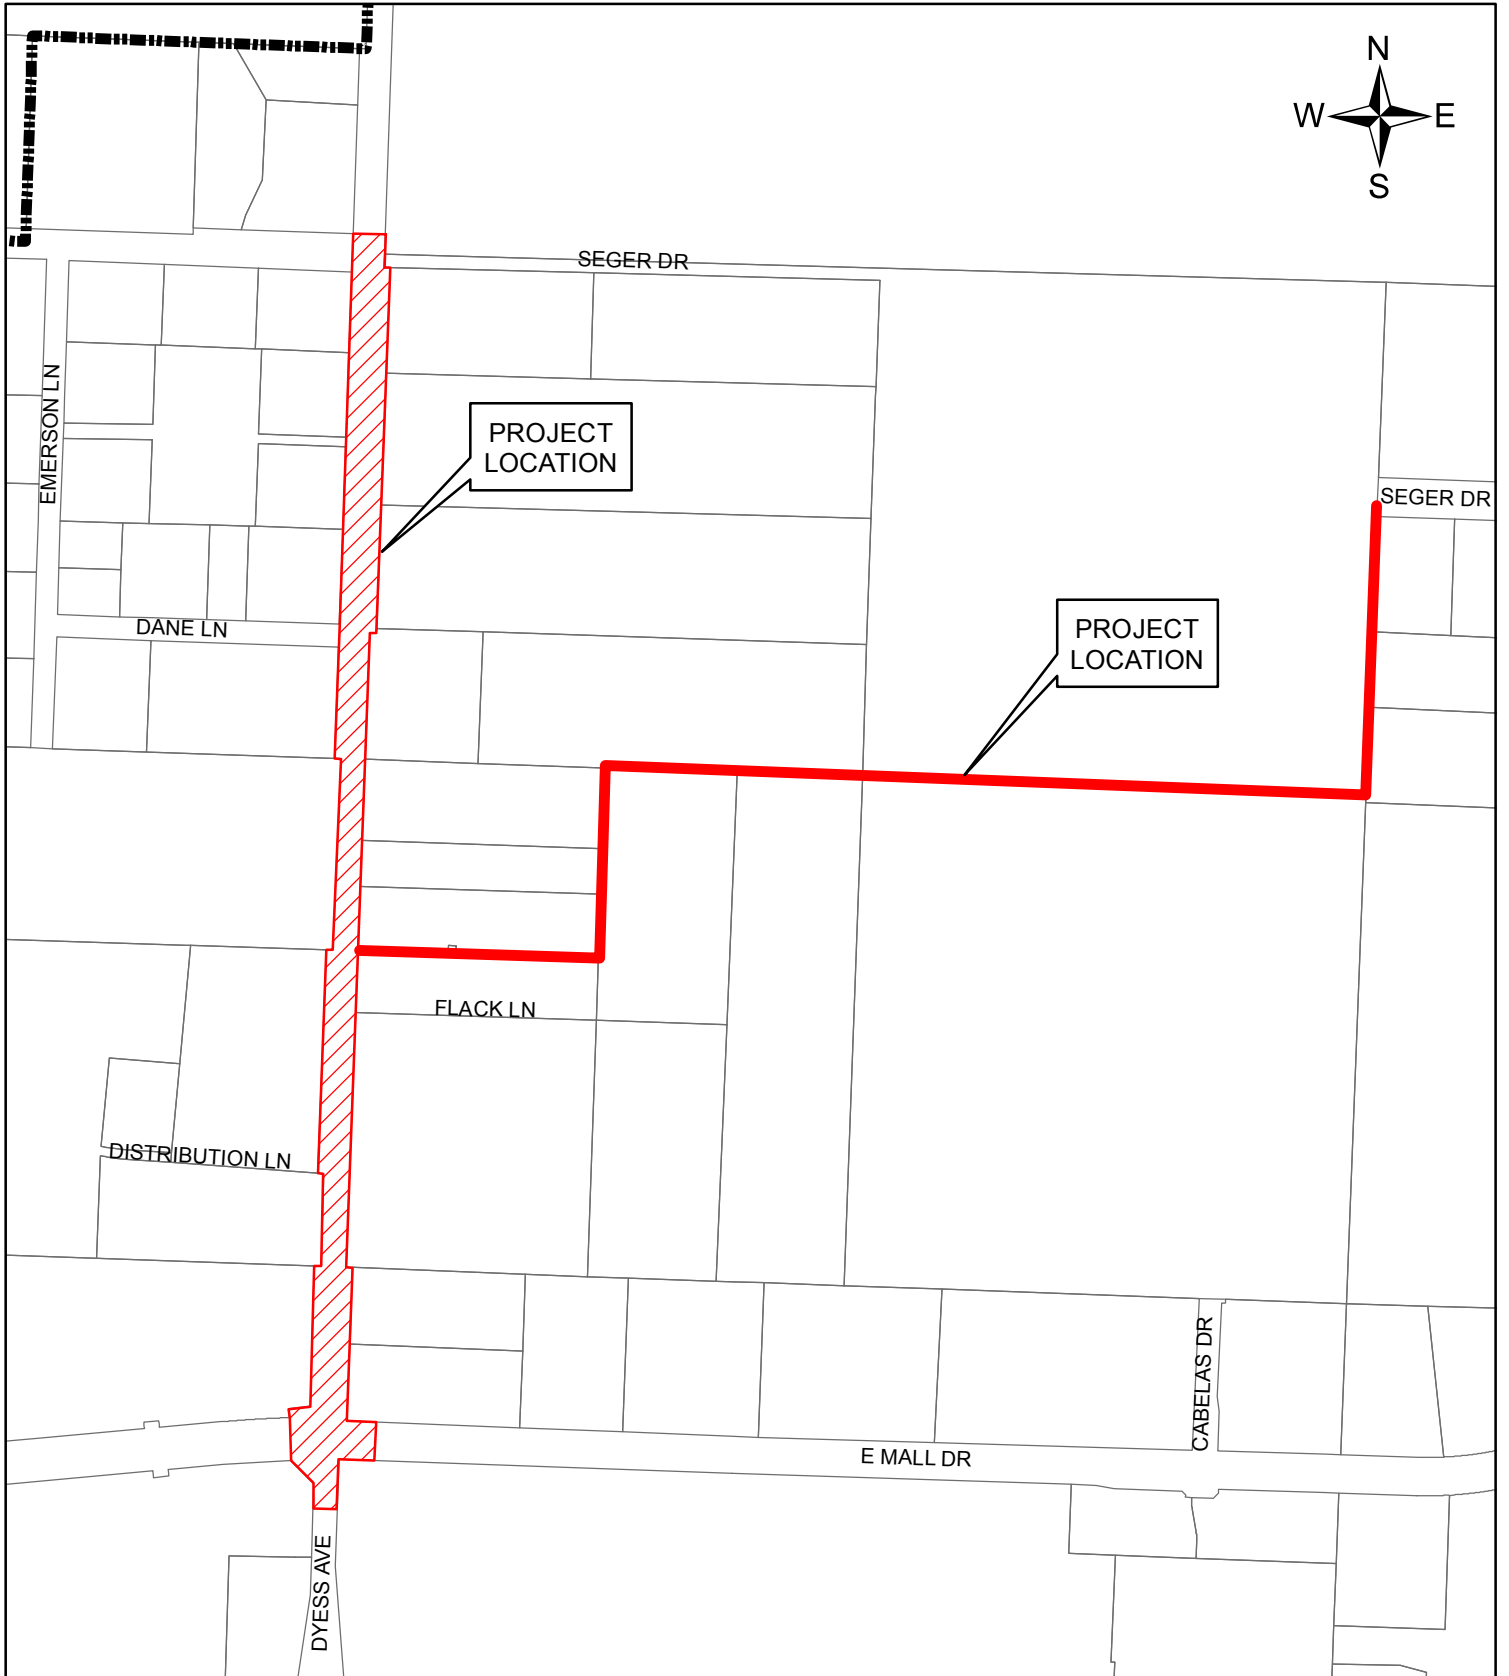 N
W
E
S
SEGER DR
EMERSON LN
PROJECT
LOCATION
SEGER DR
DANE LN
PROJECT
LOCATION
FLACK LN
DISTRIBUTION LN
CABELAS DR
E MALL DR
DYESS AVE